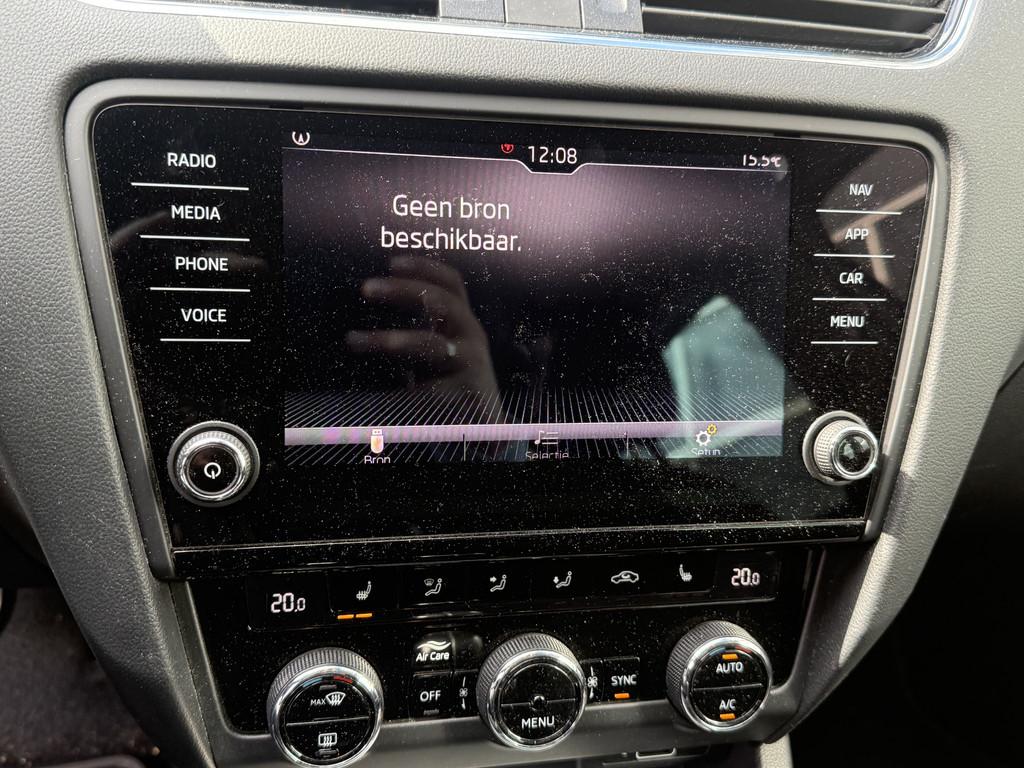 12:08
15.5°C
RADIO
MEDIA
PHONE
VOICE
Geen bron
beschikbaar.
NAV
APP
CAR
MENU
Bron
Selectie
Setup
20.0
20.0
Air Care
OFF
SYNC
MAX
MENU
AUTO
A/C